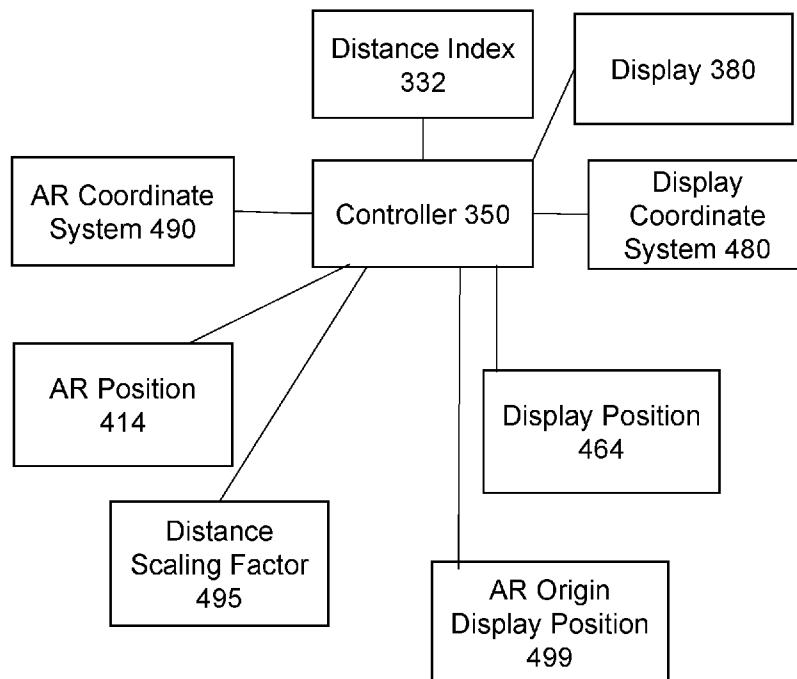 Distance Index
332
Display 380
AR Coordinate
System 490
Controller 350
Display
Coordinate
System 480
AR Position
414
Display Position
464
Distance
Scaling Factor
495
AR Origin
Display Position
499